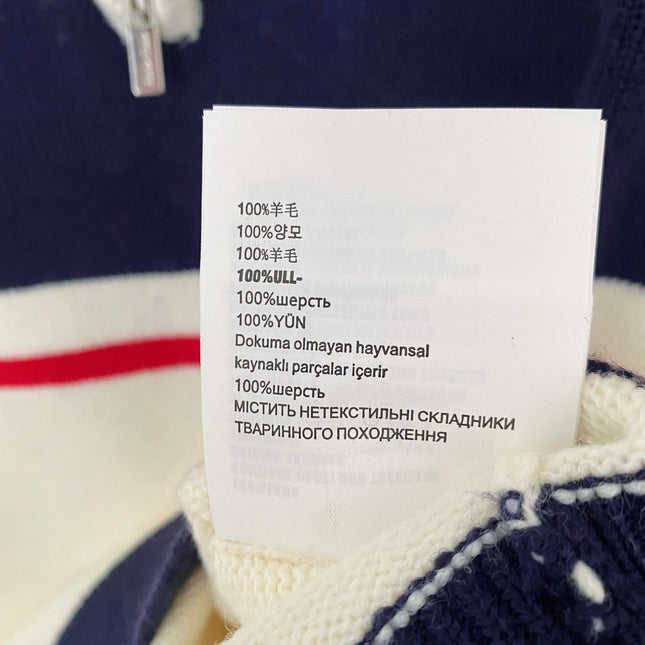 100%羊毛
100%양모
100%羊毛
100%ULL-
100%шерсть
100%YÜN
Dokuma olmayan hayvansal
kaynaklı parçalar içerir
100%шерсть
МІСТИТЬ НЕТЕКСТИЛЬНІ СКЛАДНИКИ
ТВАРИННОГО ПОХОДЖЕННЯ